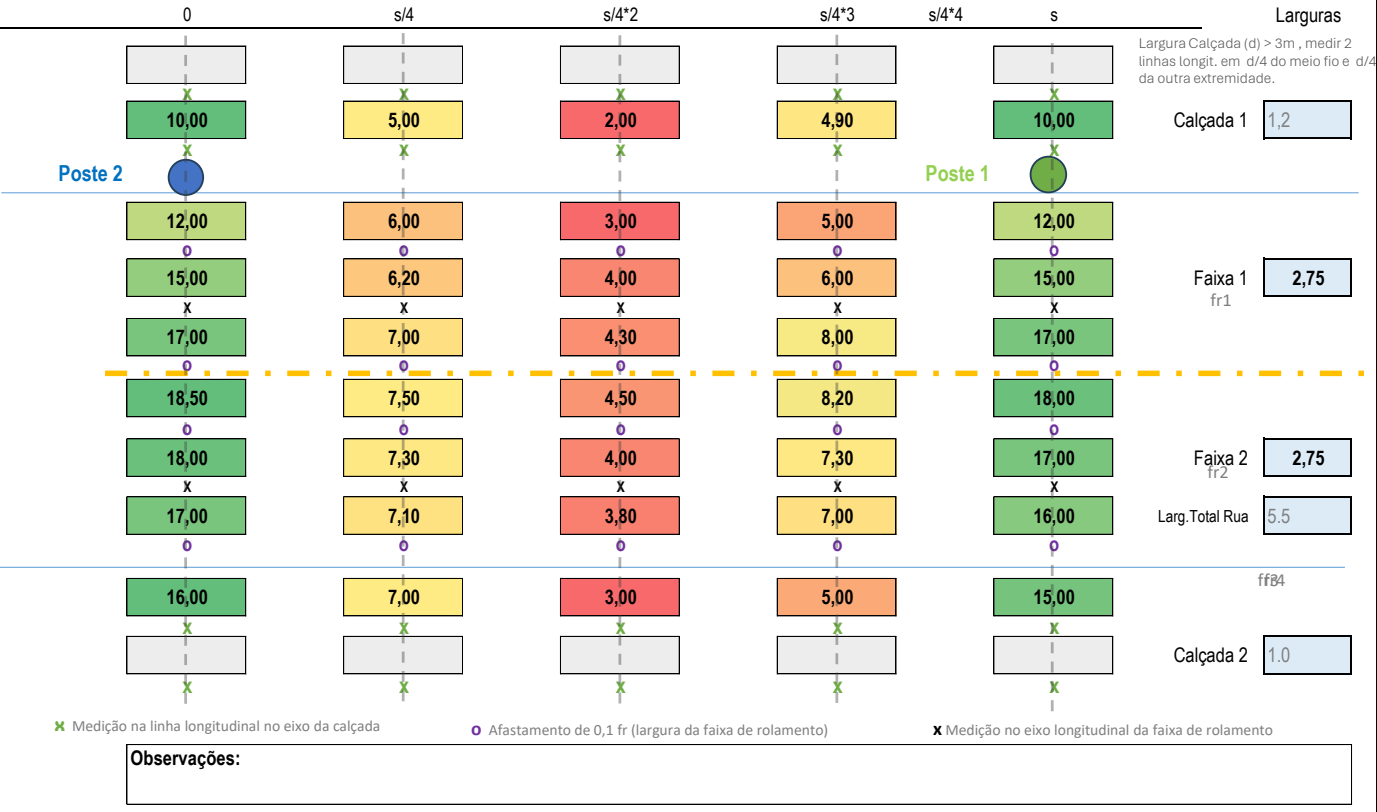 0 s/4 s/4*2 s/4*3 s/4*4 s Larguras
Largura Calçada (d) > 3m , medir 2
linhas longit. em d/4 do meio fio e d/4
da outra extremidade.
x x x x x
10,00 5,00 2,00 4,90 10,00 Calçada 1 1,2
x x x x x
Poste 2 Poste 1
12,00 6,00 3,00 5,00 12,00
o o o o o
15,00 6,20 4,00 6,00 15,00 Faixa 1 2,75
fr1
x x x x x
17,00 7,00 4,30 8,00 17,00
o o o o o
18,50 7,50 4,50 8,20 18,00
o o o o o
18,00 7,30 4,00 7,30 17,00 Faixa 2 2,75
fr2
x x x x x
17,00 7,10 3,80 7,00 16,00 Larg.Total Rua 5.5
o o o o o
16,00 7,00 3,00 5,00 15,00
x x x x x
Calçada 2 1.0
x x x x x
x Medição na linha longitudinal no eixo da calçada
o Afastamento de 0,1 fr (largura da faixa de rolamento)
x Medição no eixo longitudinal da faixa de rolamento
Observações: